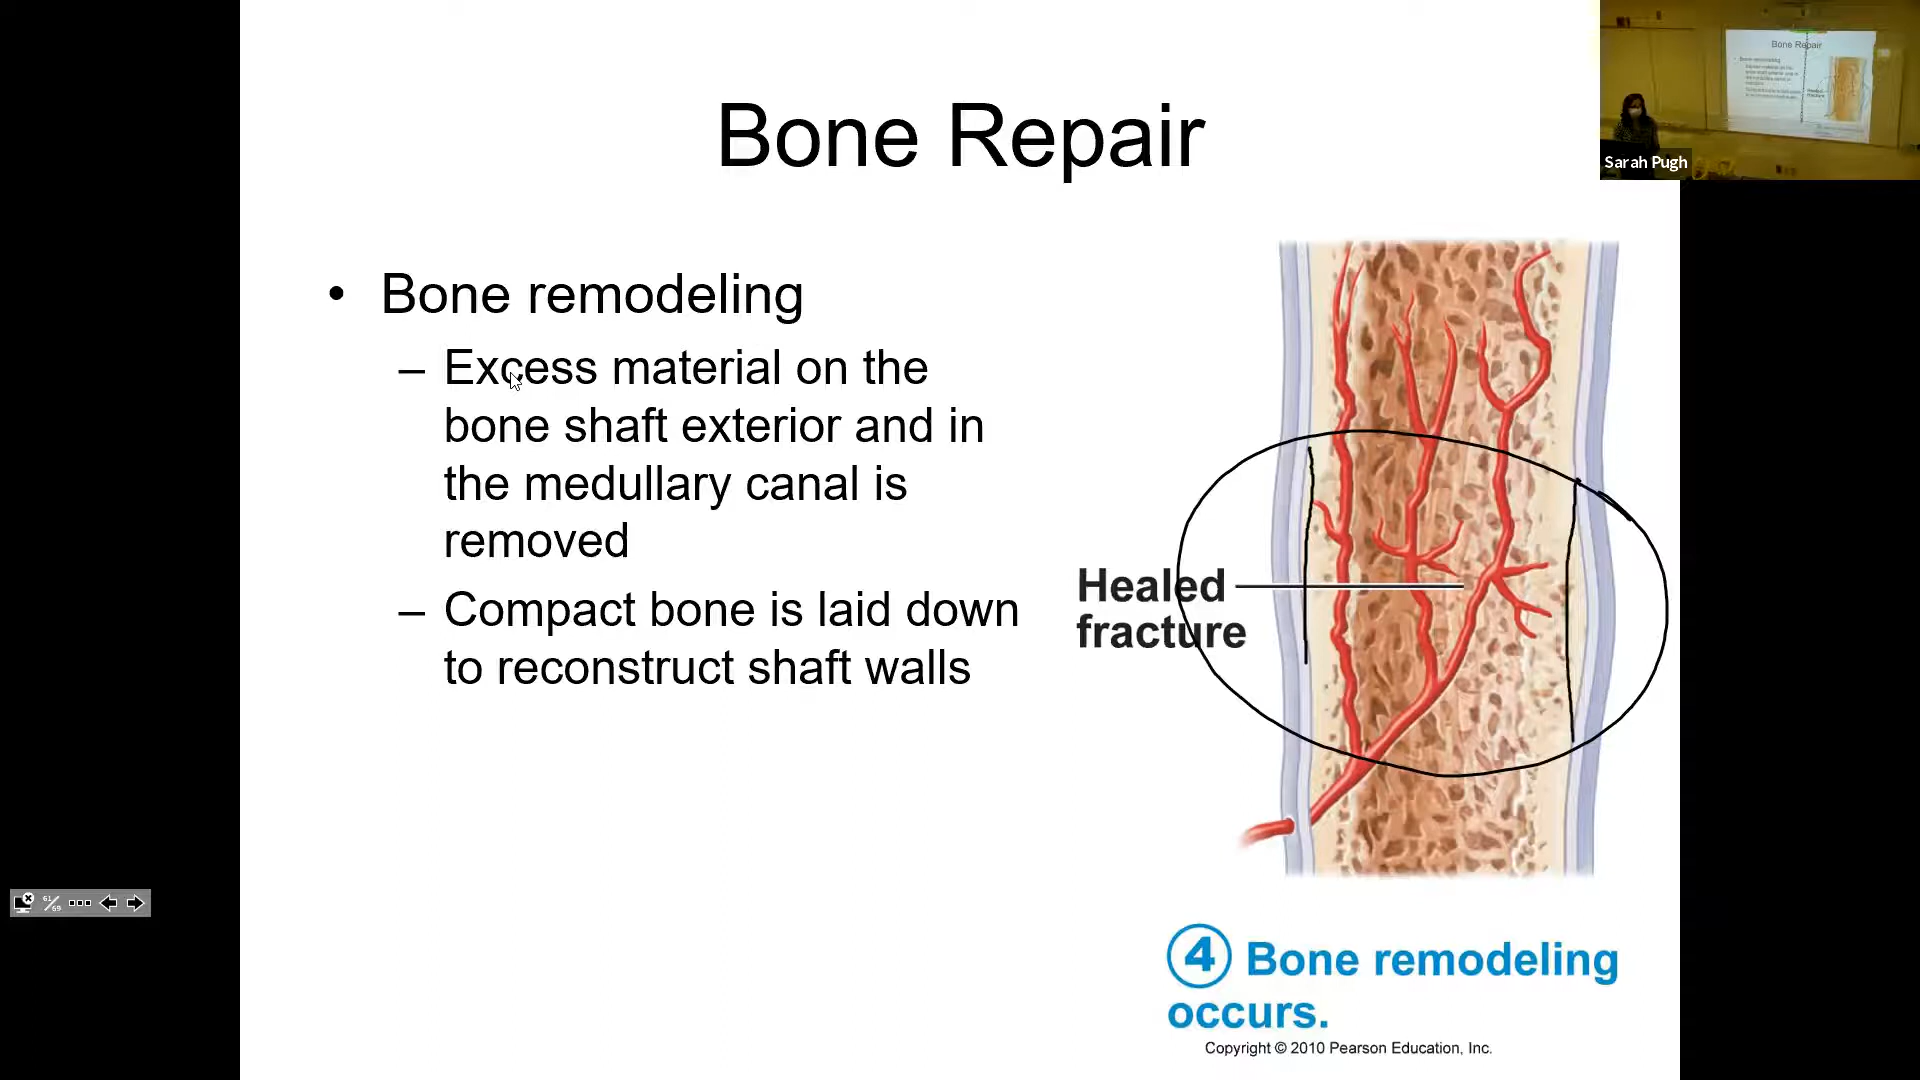 Bone Repair
Sarah Pugh
• Bone remodeling
– Excess material on the
bone shaft exterior and in
the medullary canal is
removed
– Compact bone is laid down
to reconstruct shaft walls
Healed
fracture
4 Bone remodeling
occurs.
Copyright © 2010 Pearson Education, Inc.
61/69
Bone Repair